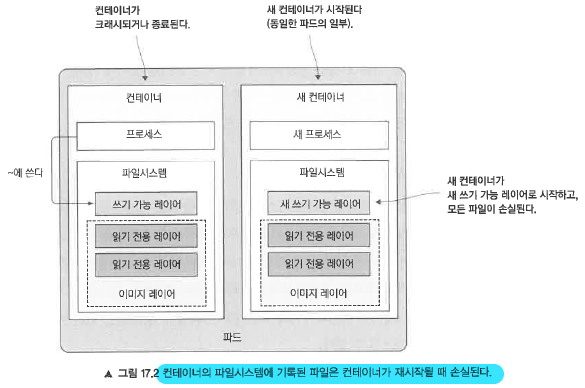 컨테이너가
크래시되거나 종료된다.
새 컨테이너가 시작된다
(동일한 파드의 일부).
컨테이너
새 컨테이너
프로세스
새 프로세스
~에 쓴다
파일시스템
파일시스템
쓰기 가능 레이어
새 쓰기 가능 레이어
새 컨테이너가
새 쓰기 가능 레이어로 시작하고,
모든 파일이 손실된다.
읽기 전용 레이어
읽기 전용 레이어
읽기 전용 레이어
읽기 전용 레이어
이미지 레이어
이미지 레이어
파드
▲ 그림 17.2 컨테이너의 파일시스템에 기록된 파일은 컨테이너가 재시작될 때 손실된다.